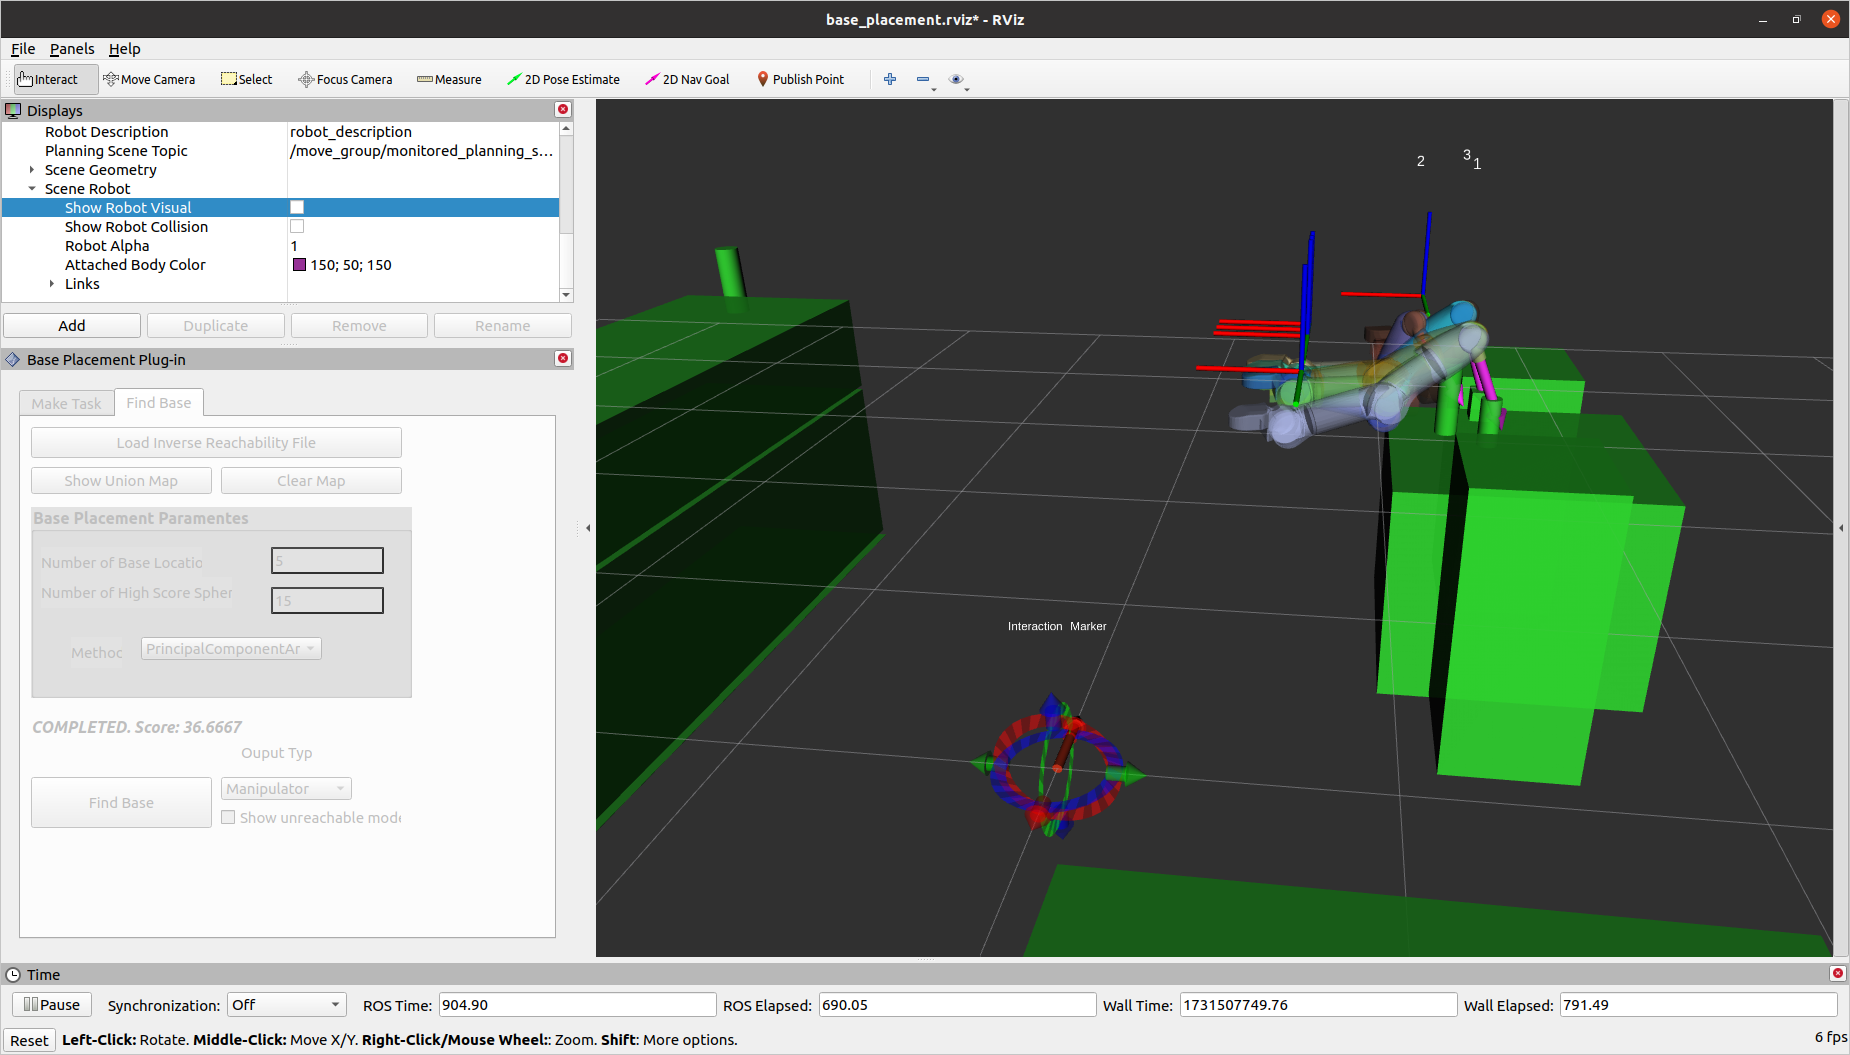 base_placement.rviz* - RViz
File Panels Help
Interact Move Camera Select Focus Camera Measure 2D Pose Estimate 2D Nav Goal Publish Point
Displays
Robot Description robot_description
Planning Scene Topic /move_group/monitored_planning_s...
Scene Geometry
Scene Robot
Show Robot Visual
Show Robot Collision
Robot Alpha 1
Attached Body Color 150; 50; 150
Links
Add Duplicate Remove Rename
Base Placement Plug-in
Make Task Find Base
Load Inverse Reachability File
Show Union Map Clear Map
Base Placement Paramentes
Number of Base Locatio 5
Number of High Score Spher 15
Methoc PrincipalComponentAr
COMPLETED. Score: 36.6667
Ouput Typ
Find Base Manipulator
Show unreachable mode
2 3 1
Interaction Marker
Time
Pause Synchronization: Off ROS Time: 904.90 ROS Elapsed: 690.05 Wall Time: 1731507749.76 Wall Elapsed: 791.49
Reset Left-Click: Rotate. Middle-Click: Move X/Y. Right-Click/Mouse Wheel:: Zoom. Shift: More options. 6 fps